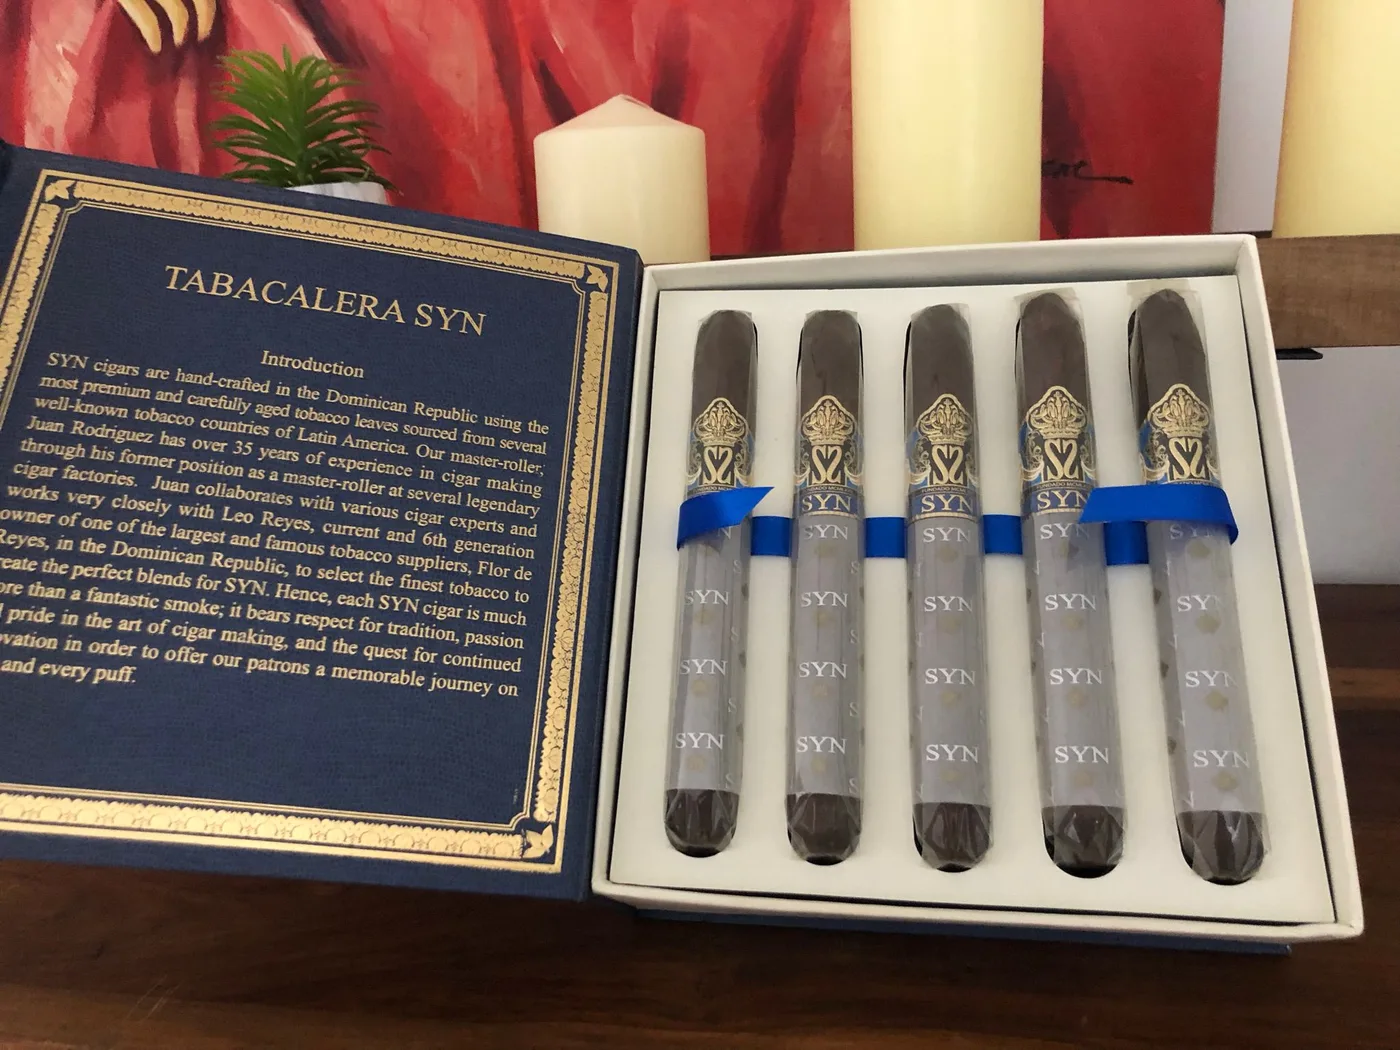 TABACALERA SYN
Introduction
SYN cigars are hand-crafted in the Dominican Republic using the
most premium and carefully aged tobacco leaves sourced from several
well-known tobacco countries of Latin America. Our master-roller,
Juan Rodriguez has over 35 years of experience in cigar making
through his former position as a master-roller at several legendary
cigar factories. Juan collaborates with various cigar experts and
works very closely with Leo Reyes, current and 6th generation
owner of one of the largest and famous tobacco suppliers, Flor de
Reyes, in the Dominican Republic, to select the finest tobacco to
the perfect blends for SYN. Hence, each SYN cigar is much
than a fantastic smoke; it bears respect for tradition, passion
pride in the art of cigar making, and the quest for continued
in order to offer our patrons a memorable journey on
and every puff.
SYN SYN SYN
SYN SYN SYN SYN
SYN SYN SYN SYN SYN
SYN SYN SYN SYN SYN
SYN SYN SYN SYN SYN